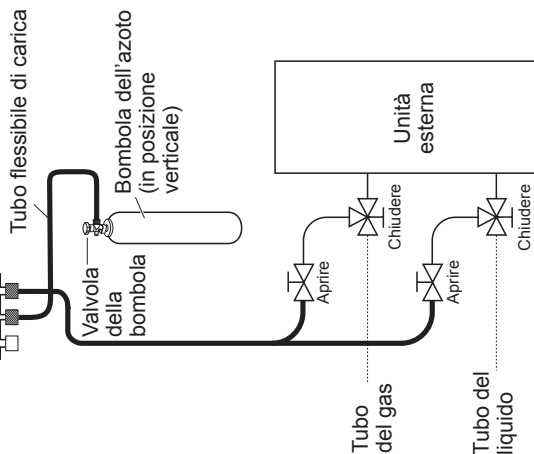 Tubo flessibile di carica
Bombola dell'azoto
(in posizione
verticale)
Valvola
della
bombola
Unità
esterna
Aprire
Chiudere
Aprire
Chiudere
Tubo
del gas
Tubo del
liquido